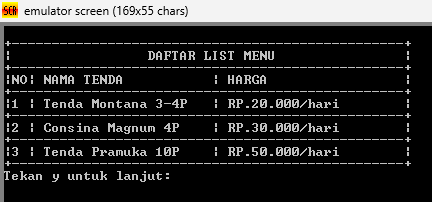 SCR emulator screen (169x55 chars)
DAFTAR LIST MENU
NO¦ NAMA TENDA ¦ HARGA
1 ¦ Tenda Montana 3-4P ¦ RP.20.000/hari
2 ¦ Consina Magnum 4P ¦ RP.30.000/hari
3 ¦ Tenda Pramuka 10P ¦ RP.50.000/hari
Tekan y untuk lanjut: